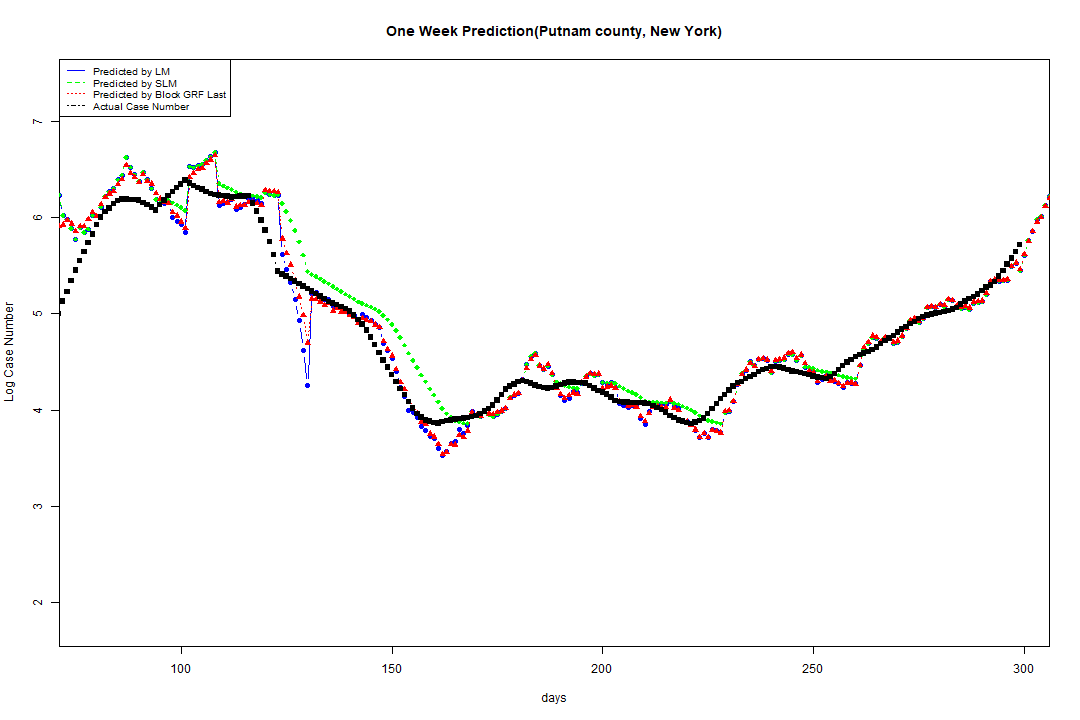 One Week Prediction(Putnam county, New York)
Predicted by LM
Predicted by SLM
Predicted by Block GRF Last
Actual Case Number
7
6
5
4
3
2
Log Case Number
100 150 200 250 300
days